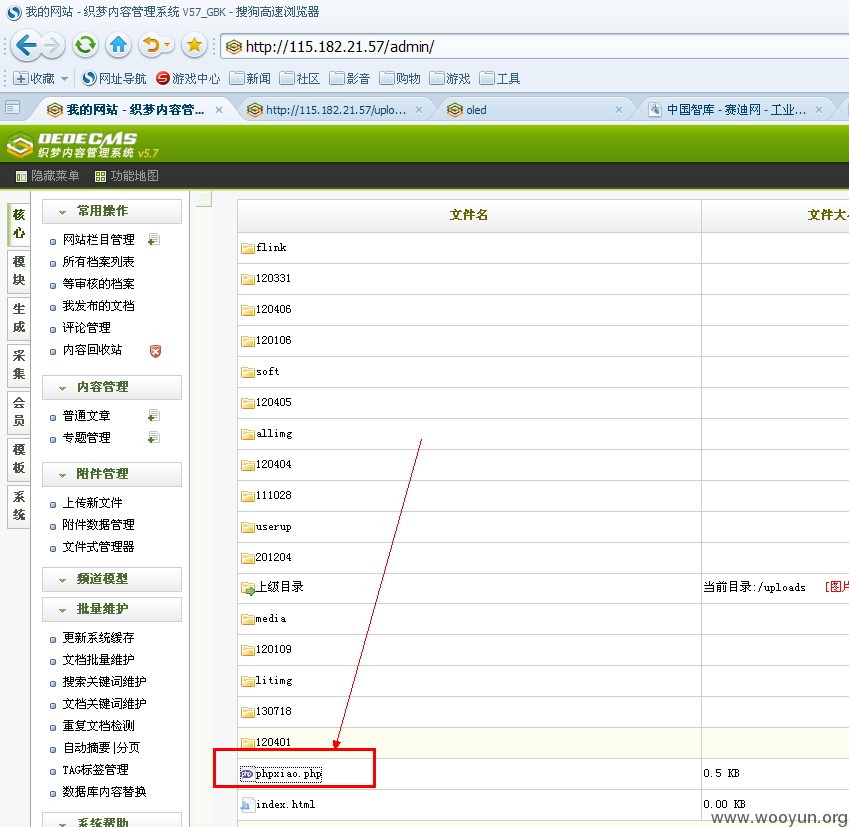 我的网站 - 织梦内容管理系统 V57_GBK - 搜狗高速浏览器
http://115.182.21.57/admin/
收藏 网址导航 游戏中心 新闻 社区 影音 购物 游戏 工具
我的网站 - 织梦内容管... http://115.182.21.57/uplo... oled 中国智库 - 赛迪网 - 工业...
DEDECMS
织梦内容管理系统 v5.7
隐藏菜单 功能地图
核心
模块
生成
采集
会员
模板
系统
常用操作
网站栏目管理
所有档案列表
等审核的档案
我发布的文档
评论管理
内容回收站
内容管理
普通文章
专题管理
附件管理
上传新文件
附件数据管理
文件式管理器
频道模型
批量维护
更新系统缓存
文档批量维护
搜索关键词维护
文档关键词维护
重复文档检测
自动摘要|分页
TAG标签管理
数据库内容替换
系统帮助
文件名 文件大
flink
120331
120406
120106
soft
120405
allimg
120404
111028
userup
201204
上级目录 当前目录:/uploads [图片
media
120109
litimg
130718
120401
phpxiao.php 0.5 KB
index.html 0.00 KB
www.wooyun.org